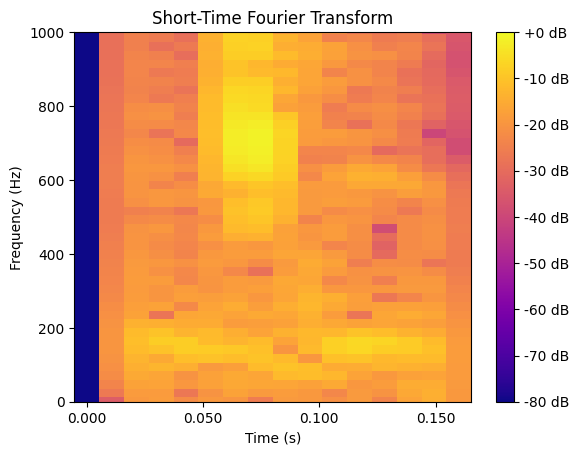 Short-Time Fourier Transform
1000
800
600
400
200
0
Frequency (Hz)
0.000
0.050
0.100
0.150
Time (s)
+0 dB
-10 dB
-20 dB
-30 dB
-40 dB
-50 dB
-60 dB
-70 dB
-80 dB